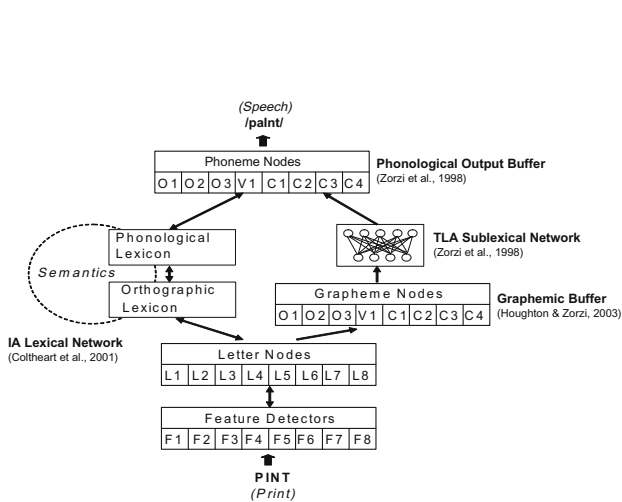 (Speech)
/paInt/
Phoneme Nodes
O1 O2 O3 V1 C1 C2 C3 C4
Phonological Output Buffer
(Zorzi et al., 1998)
Phonological
Lexicon
Semantics
Orthographic
Lexicon
TLA Sublexical Network
(Zorzi et al., 1998)
Grapheme Nodes
O1 O2 O3 V1 C1 C2 C3 C4
Graphemic Buffer
(Houghton & Zorzi, 2003)
IA Lexical Network
(Coltheart et al., 2001)
Letter Nodes
L1 L2 L3 L4 L5 L6 L7 L8
Feature Detectors
F1 F2 F3 F4 F5 F6 F7 F8
PINT
(Print)